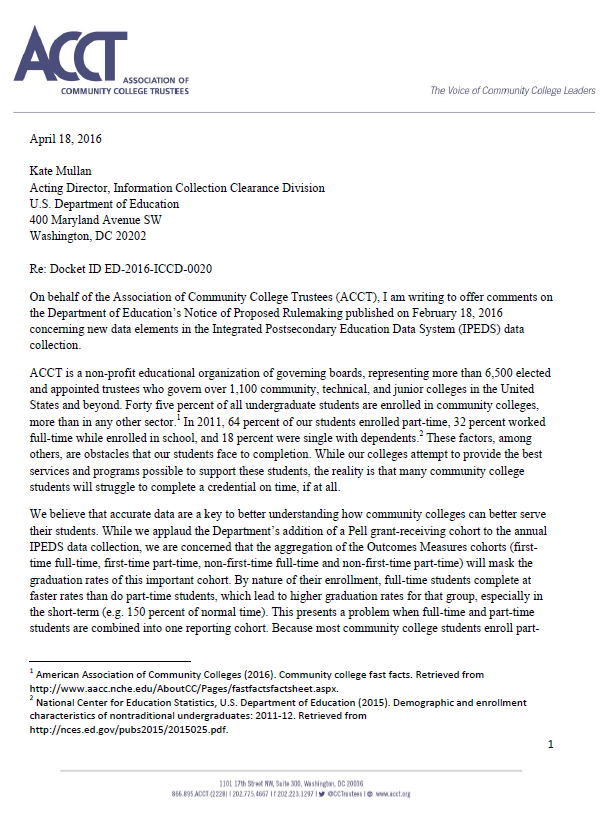 ACCT
ASSOCIATION OF
COMMUNITY COLLEGE TRUSTEES
The Voice of Community College Leaders
April 18, 2016
Kate Mullan
Acting Director, Information Collection Clearance Division
U.S. Department of Education
400 Maryland Avenue SW
Washington, DC 20202
Re: Docket ID ED-2016-ICCD-0020
On behalf of the Association of Community College Trustees (ACCT), I am writing to offer comments on
the Department of Education's Notice of Proposed Rulemaking published on February 18, 2016
concerning new data elements in the Integrated Postsecondary Education Data System (IPEDS) data
collection.
ACCT is a non-profit educational organization of governing boards, representing more than 6,500 elected
and appointed trustees who govern over 1,100 community, technical, and junior colleges in the United
States and beyond. Forty five percent of all undergraduate students are enrolled in community colleges,
more than in any other sector.1 In 2011, 64 percent of our students enrolled part-time, 32 percent worked
full-time while enrolled in school, and 18 percent were single with dependents.2 These factors, among
others, are obstacles that our students face to completion. While our colleges attempt to provide the best
services and programs possible to support these students, the reality is that many community college
students will struggle to complete a credential on time, if at all.
We believe that accurate data are a key to better understanding how community colleges can better serve
their students. While we applaud the Department's addition of a Pell grant-receiving cohort to the annual
IPEDS data collection, we are concerned that the aggregation of the Outcomes Measures cohorts (first-
time full-time, first-time part-time, non-first-time full-time and non-first-time part-time) will mask the
graduation rates of this important cohort. By nature of their enrollment, full-time students complete at
faster rates than do part-time students, which lead to higher graduation rates for that group, especially in
the short-term (e.g. 150 percent of normal time). This presents a problem when full-time and part-time
students are combined into one reporting cohort. Because most community college students enroll part-
1 American Association of Community Colleges (2016). Community college fast facts. Retrieved from
http://www.aacc.nche.edu/AboutCC/Pages/fastfactsfactsheet.aspx.
2 National Center for Education Statistics, U.S. Department of Education (2015). Demographic and enrollment
characteristics of nontraditional undergraduates: 2011-12. Retrieved from
http://nces.ed.gov/pubs2015/2015025.pdf.
1
1101 17th Street NW, Suite 300, Washington, DC 20036
866.895.ACCT (2228) | 202.775.4667 | f 202.223.1297 | @CCTrustees | www.acct.org